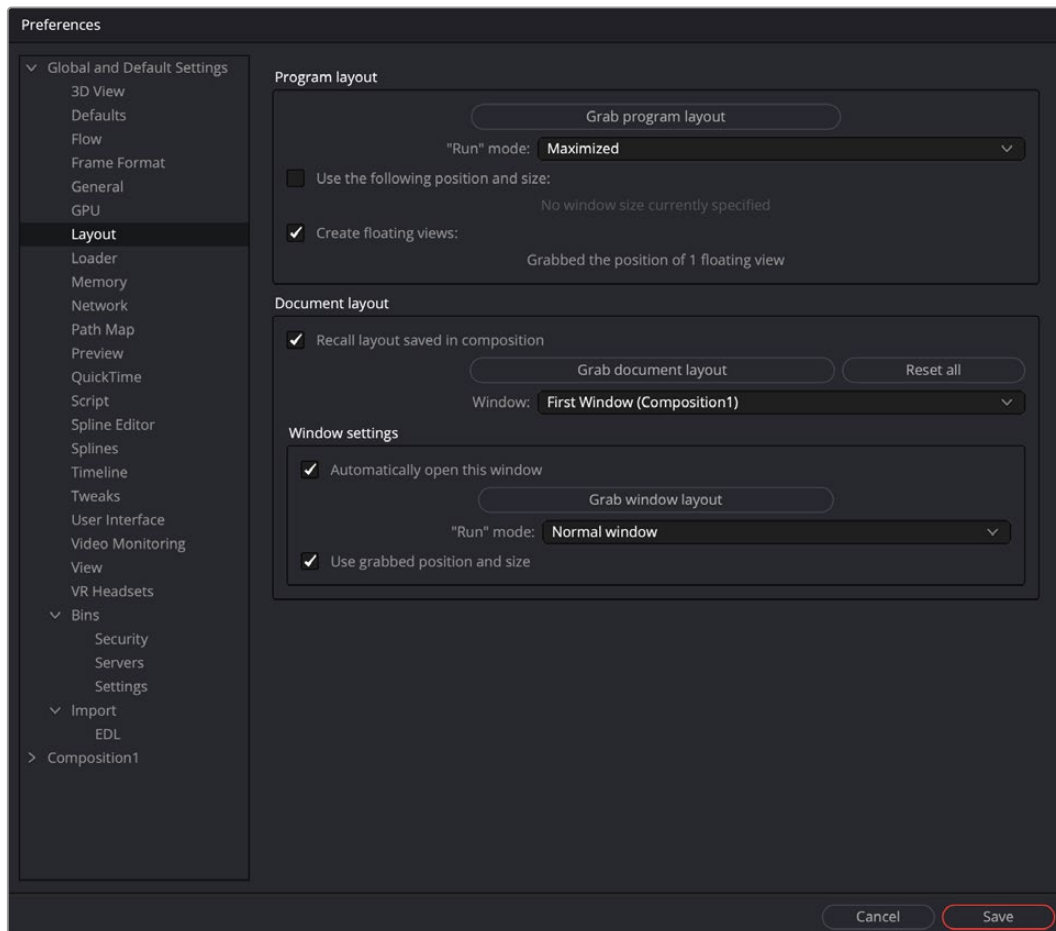 Preferences
Global and Default Settings
3D View
Defaults
Flow
Frame Format
General
GPU
Layout
Loader
Memory
Network
Path Map
Preview
QuickTime
Script
Spline Editor
Splines
Timeline
Tweaks
User Interface
Video Monitoring
View
VR Headsets
Bins
Security
Servers
Settings
Import
EDL
Composition1
Program layout
Grab program layout
"Run" mode: Maximized
Use the following position and size:
No window size currently specified
Create floating views:
Grabbed the position of 1 floating view
Document layout
Recall layout saved in composition
Grab document layout Reset all
Window: First Window (Composition1)
Window settings
Automatically open this window
Grab window layout
"Run" mode: Normal window
Use grabbed position and size
Cancel Save